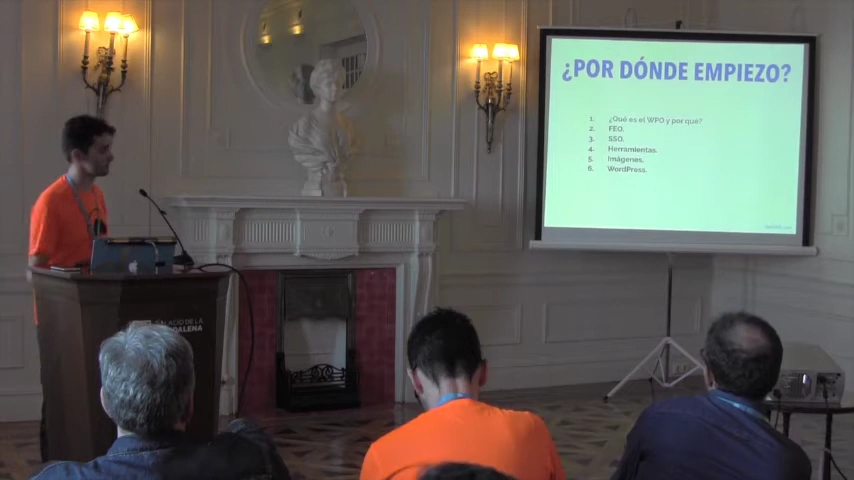 ¿POR DÓNDE EMPIEZO?
1. ¿Qué es el WPO y por qué?
2. FEO.
3. SSO.
4. Herramientas.
5. Imágenes.
6. WordPress.
PALACIO DE LA
MAGDALENA